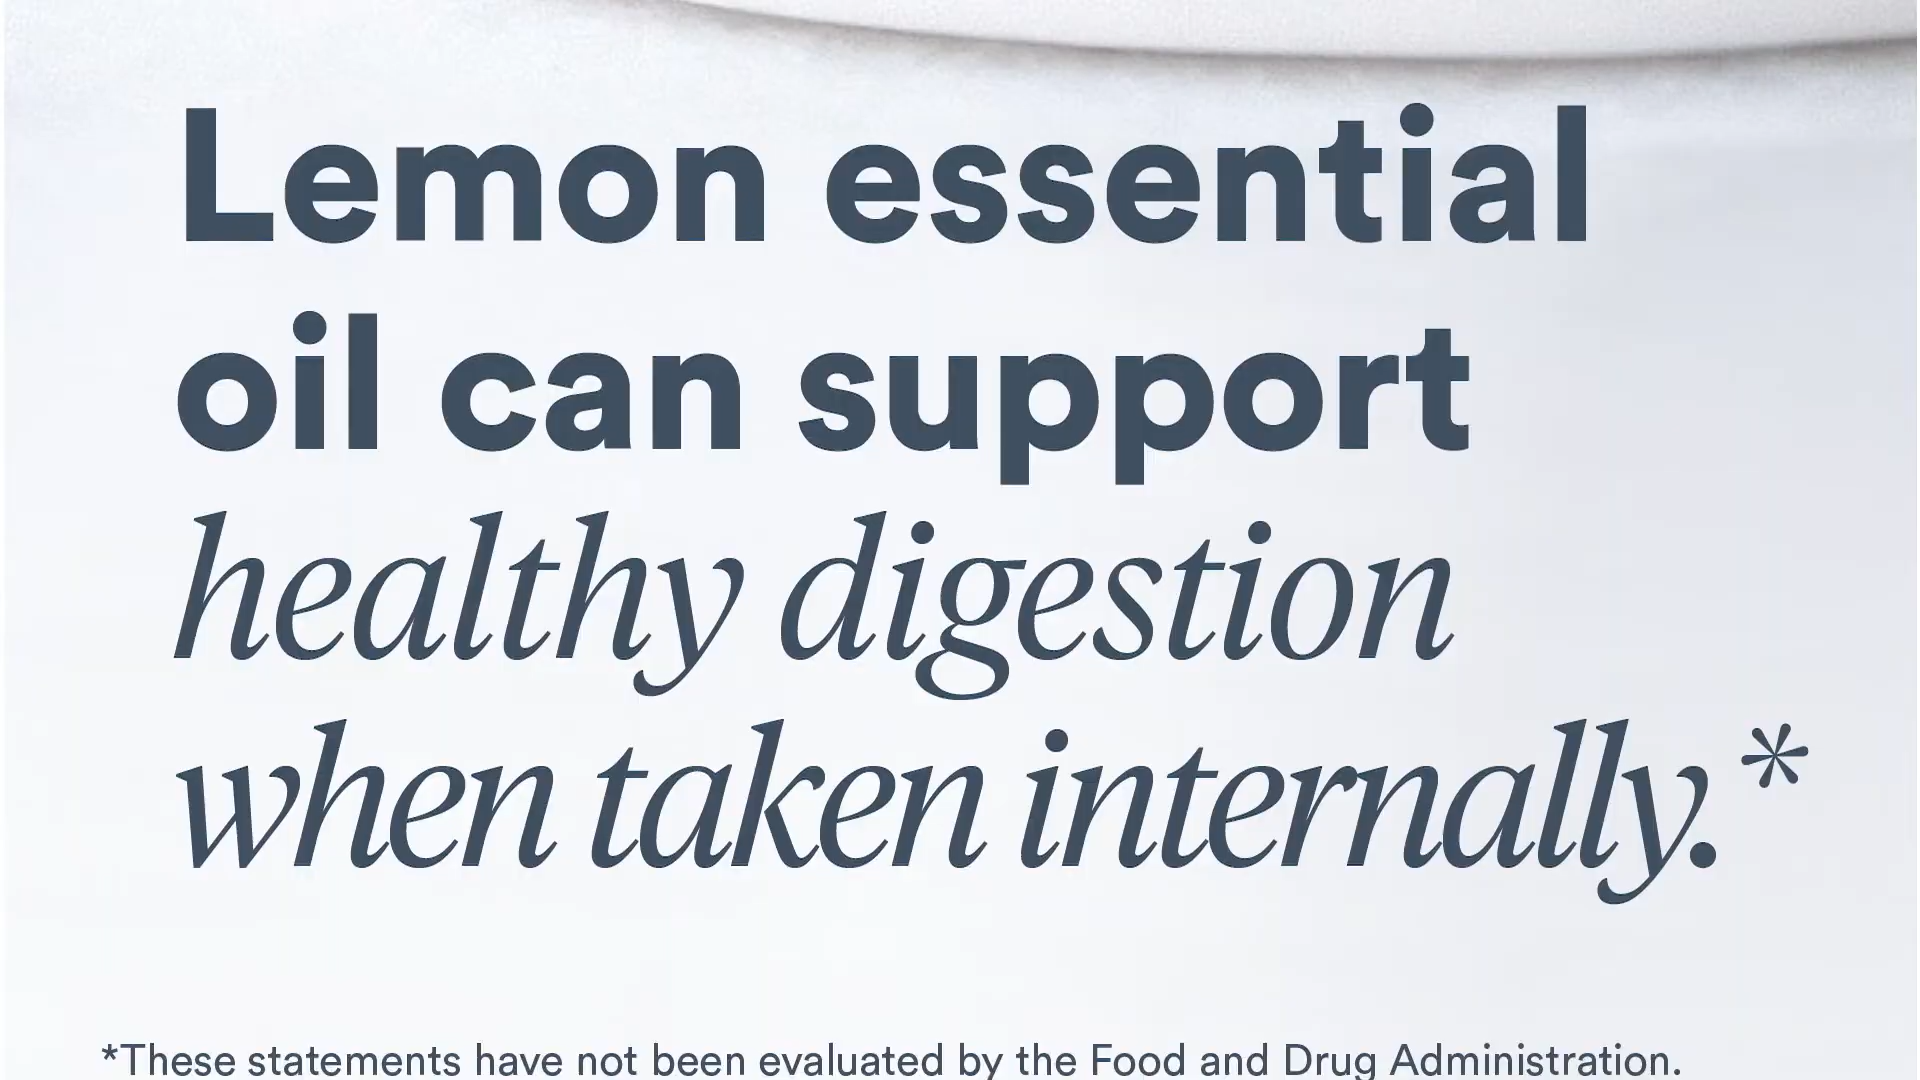 Lemon essential
oil can support
healthy digestion
when taken internally.*
*These statements have not been evaluated by the Food and Drug Administration.